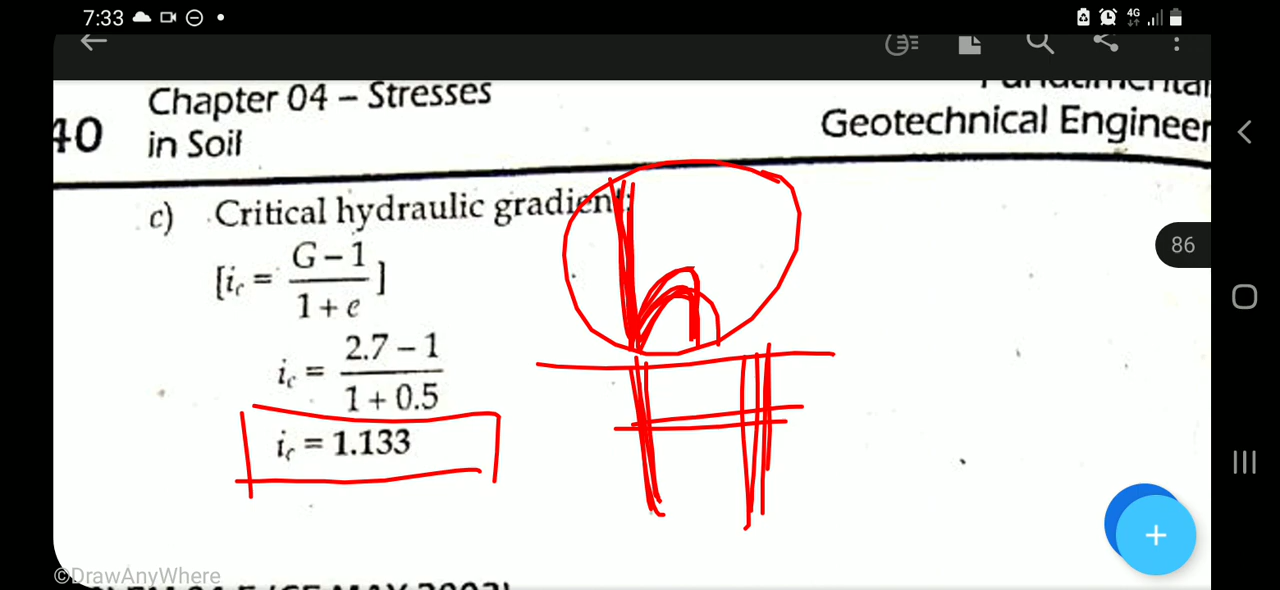 7:33
4G
40
Chapter 04 – Stresses
in Soil
Geotechnical Engineer
c) Critical hydraulic gradient:
[i_c = (G – 1)/(1 + e)]
i_c = (2.7 – 1)/(1 + 0.5)
i_c = 1.133
h
H
86
+
©DrawAnyWhere